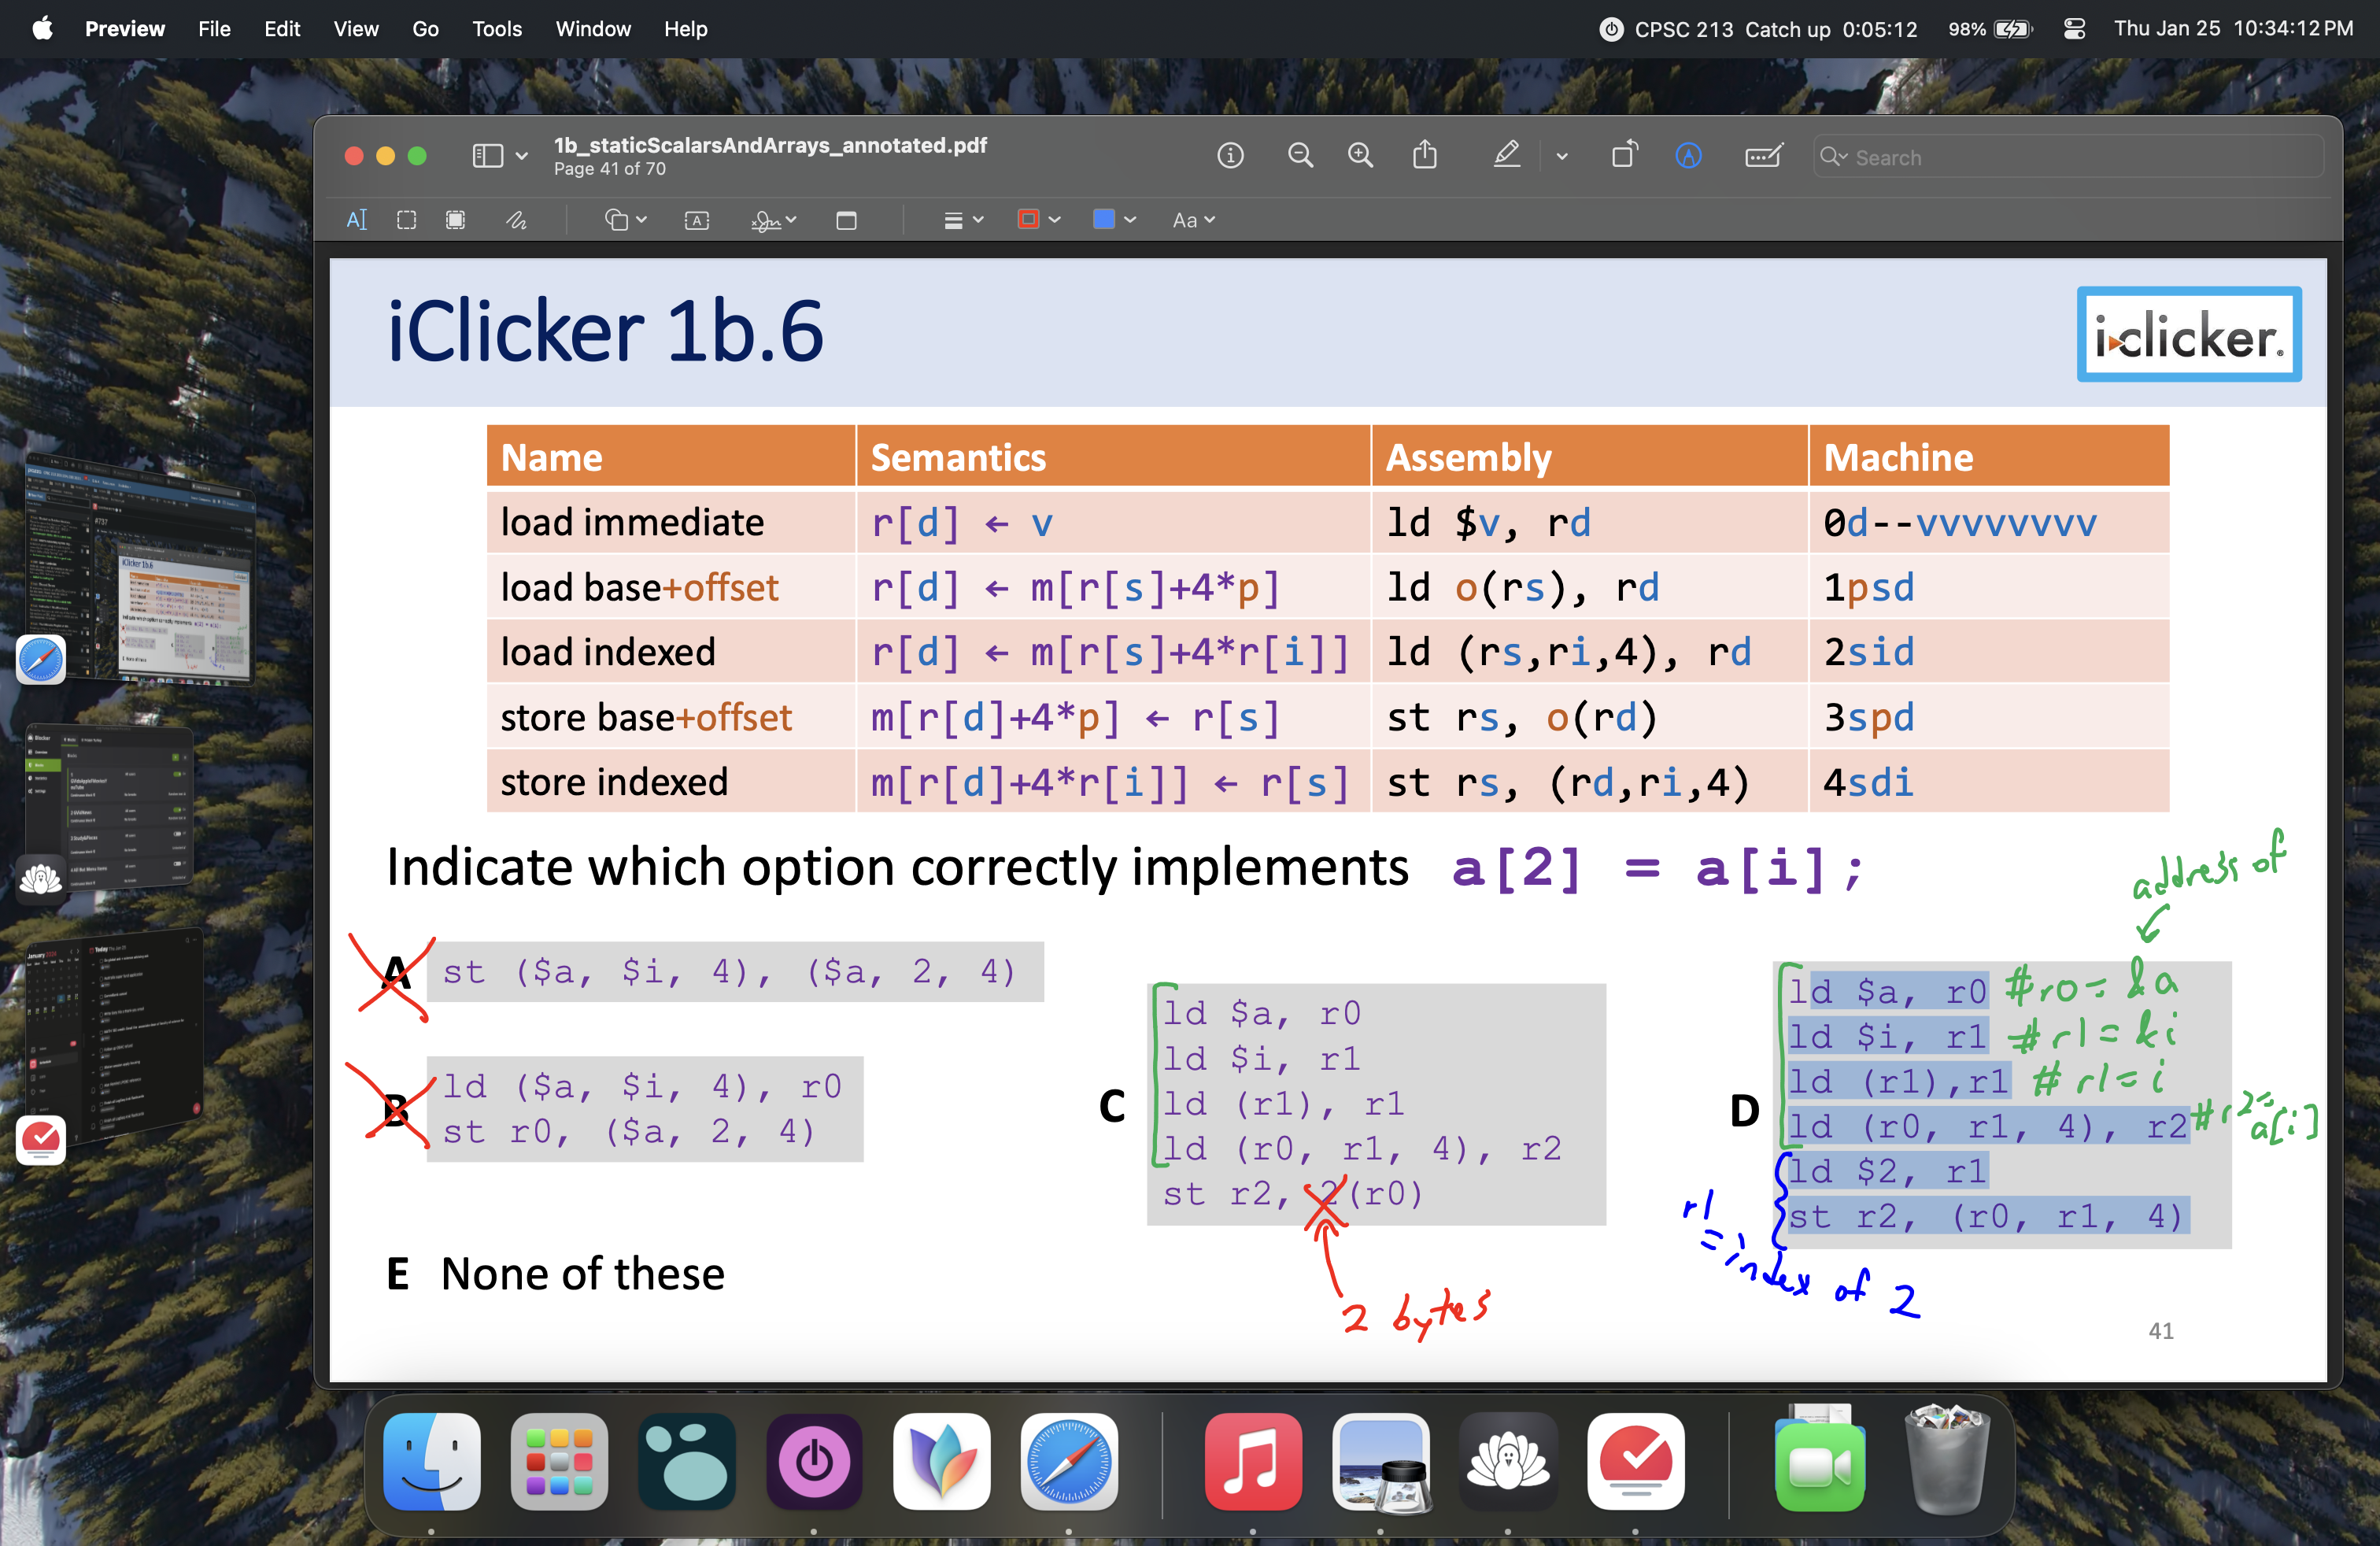 Preview File Edit View Go Tools Window Help
CPSC 213 Catch up 0:05:12 98% Thu Jan 25 10:34:12 PM
1b_staticScalarsAndArrays_annotated.pdf
Page 41 of 70
Search
Aa
iClicker 1b.6
iclicker.
Name Semantics Assembly Machine
load immediate r[d] ← v ld $v, rd 0d--vvvvvvvv
load base+offset r[d] ← m[r[s]+4*p] ld o(rs), rd 1psd
load indexed r[d] ← m[r[s]+4*r[i]] ld (rs,ri,4), rd 2sid
store base+offset m[r[d]+4*p] ← r[s] st rs, o(rd) 3spd
store indexed m[r[d]+4*r[i]] ← r[s] st rs, (rd,ri,4) 4sdi
Indicate which option correctly implements a[2] = a[i];
address of
A st ($a, $i, 4), ($a, 2, 4)
B ld ($a, $i, 4), r0
st r0, ($a, 2, 4)
C
ld $a, r0
ld $i, r1
ld (r1), r1
ld (r0, r1, 4), r2
st r2, 2(r0)
2 bytes
D
ld $a, r0 #r0= &a
ld $i, r1 #r1= &i
ld (r1),r1 #r1=i
ld (r0, r1, 4), r2 #r2= a[i]
ld $2, r1
st r2, (r0, r1, 4)
r1
= index of 2
E None of these
41